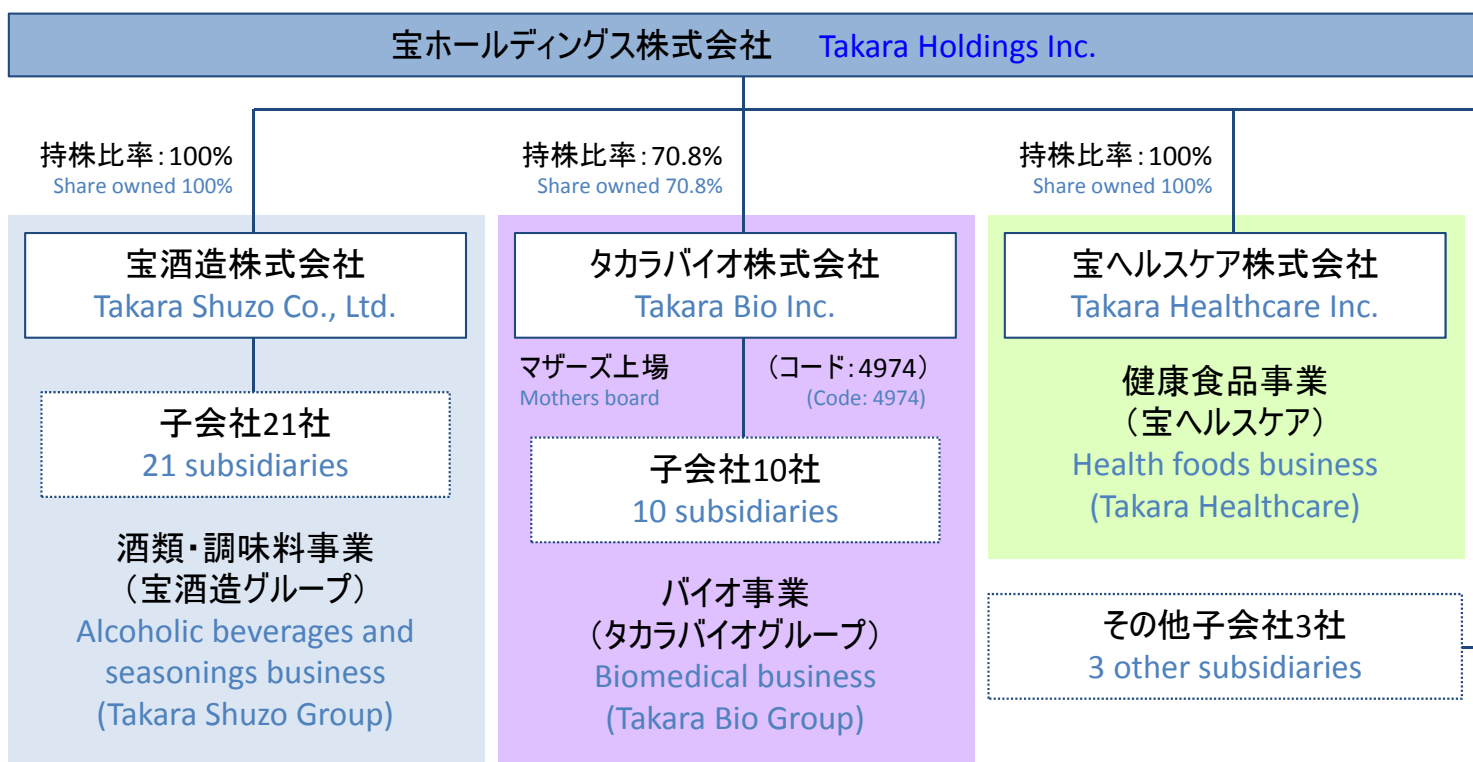 宝ホールディングス株式会社 Takara Holdings Inc.
持株比率:100%
Share owned 100%
持株比率:70.8%
Share owned 70.8%
持株比率:100%
Share owned 100%
宝酒造株式会社
Takara Shuzo Co., Ltd.
子会社21社
21 subsidiaries
酒類・調味料事業
(宝酒造グループ)
Alcoholic beverages and
seasonings business
(Takara Shuzo Group)
タカラバイオ株式会社
Takara Bio Inc.
マザーズ上場 (コード:4974)
Mothers board (Code: 4974)
子会社10社
10 subsidiaries
バイオ事業
(タカラバイオグループ)
Biomedical business
(Takara Bio Group)
宝ヘルスケア株式会社
Takara Healthcare Inc.
健康食品事業
(宝ヘルスケア)
Health foods business
(Takara Healthcare)
その他子会社3社
3 other subsidiaries